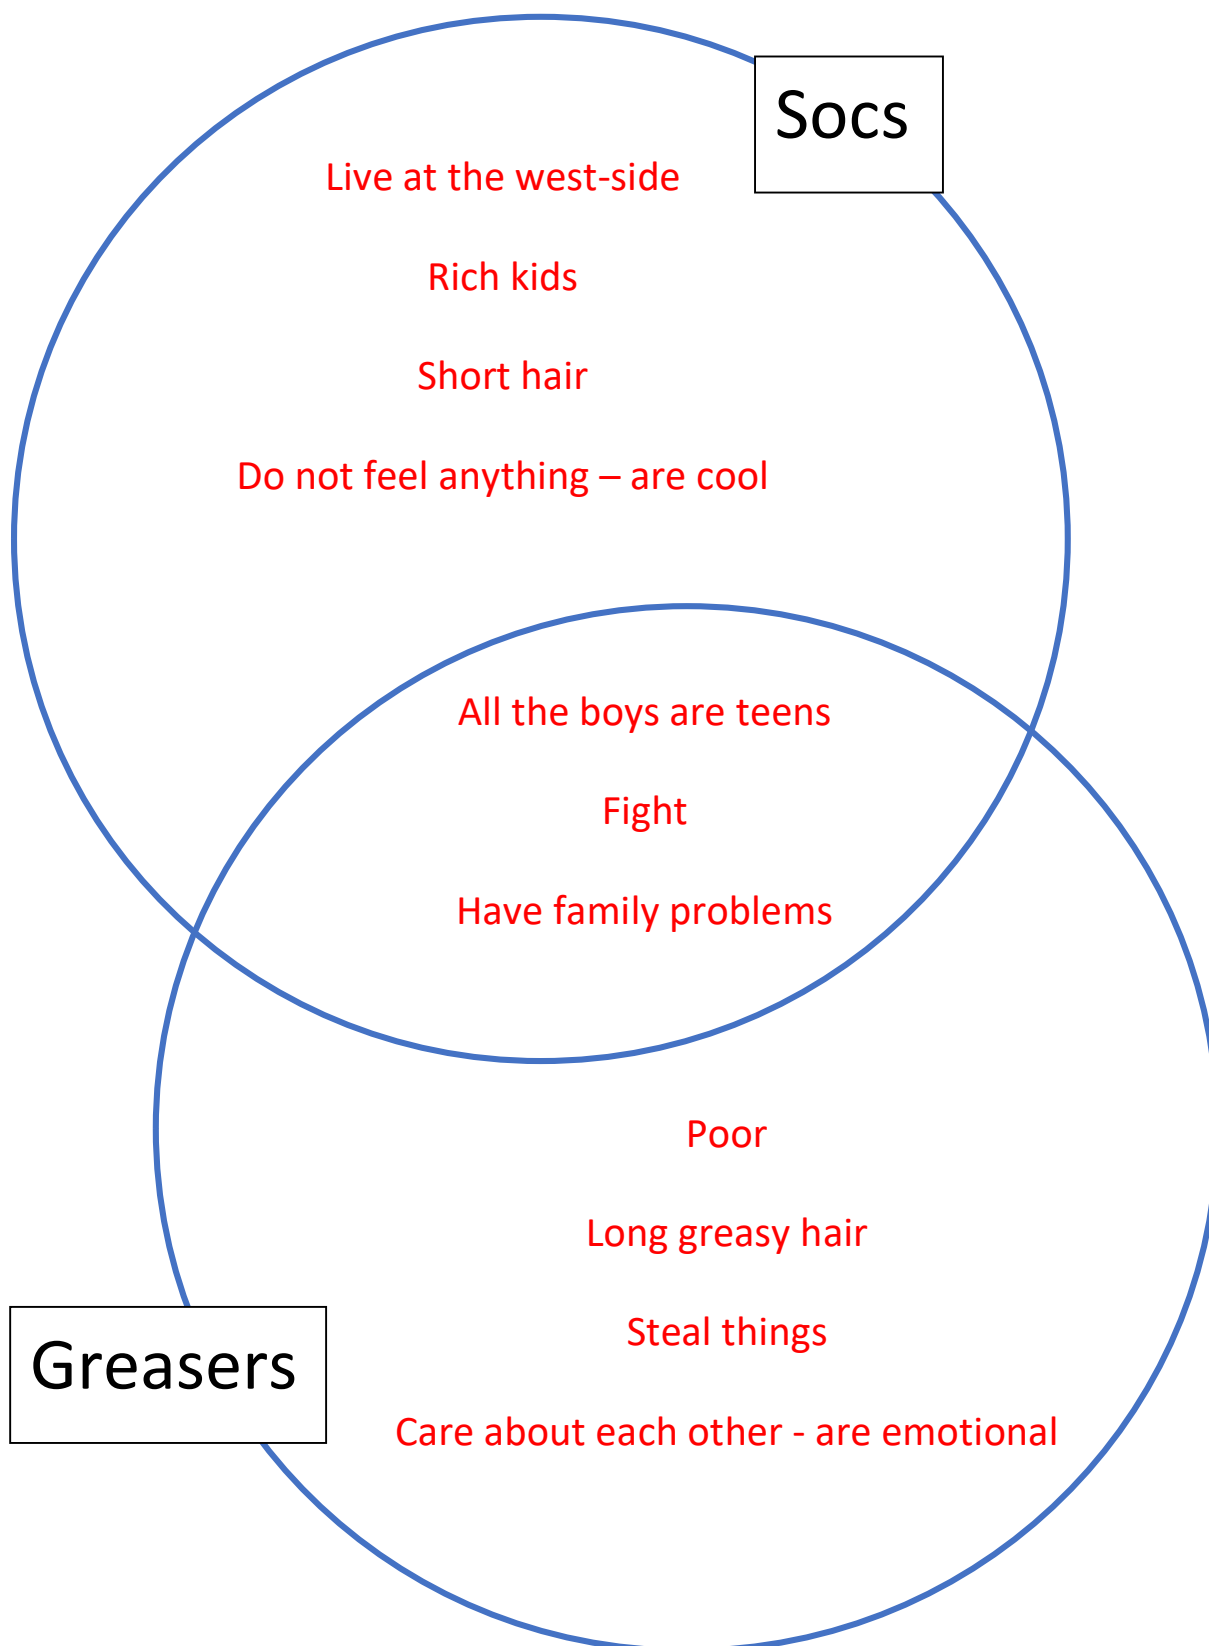 Socs
Live at the west-side
Rich kids
Short hair
Do not feel anything – are cool
All the boys are teens
Fight
Have family problems
Poor
Long greasy hair
Steal things
Greasers
Care about each other - are emotional